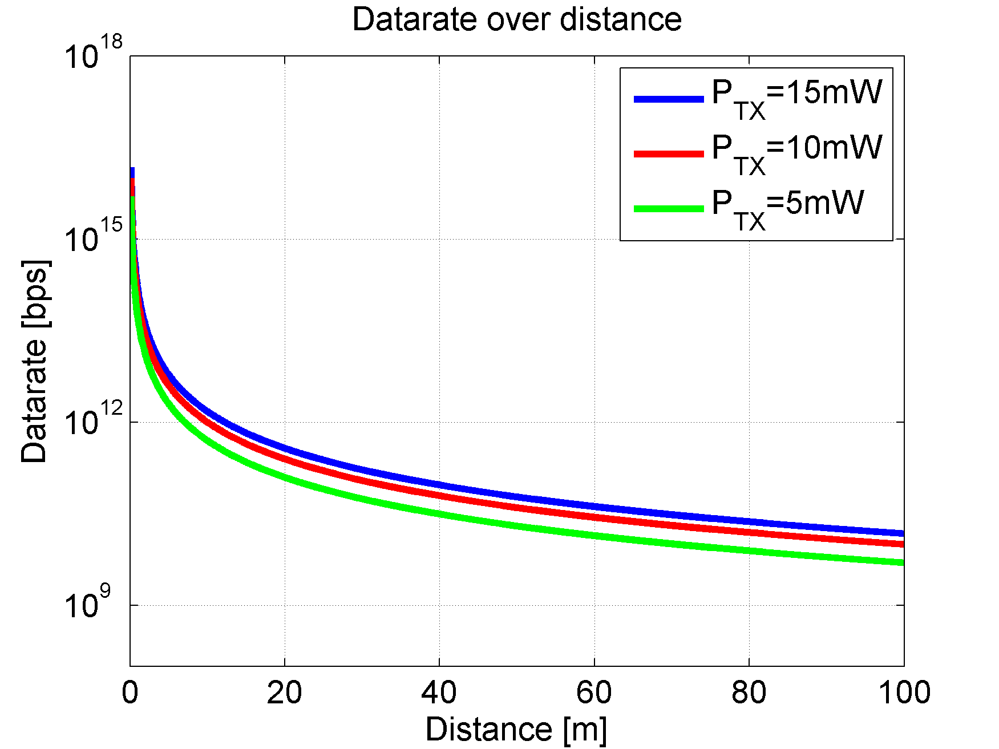 Datarate over distance
10^18
10^15
10^12
10^9
Datarate [bps]
P_TX=15mW
P_TX=10mW
P_TX=5mW
0 20 40 60 80 100
Distance [m]